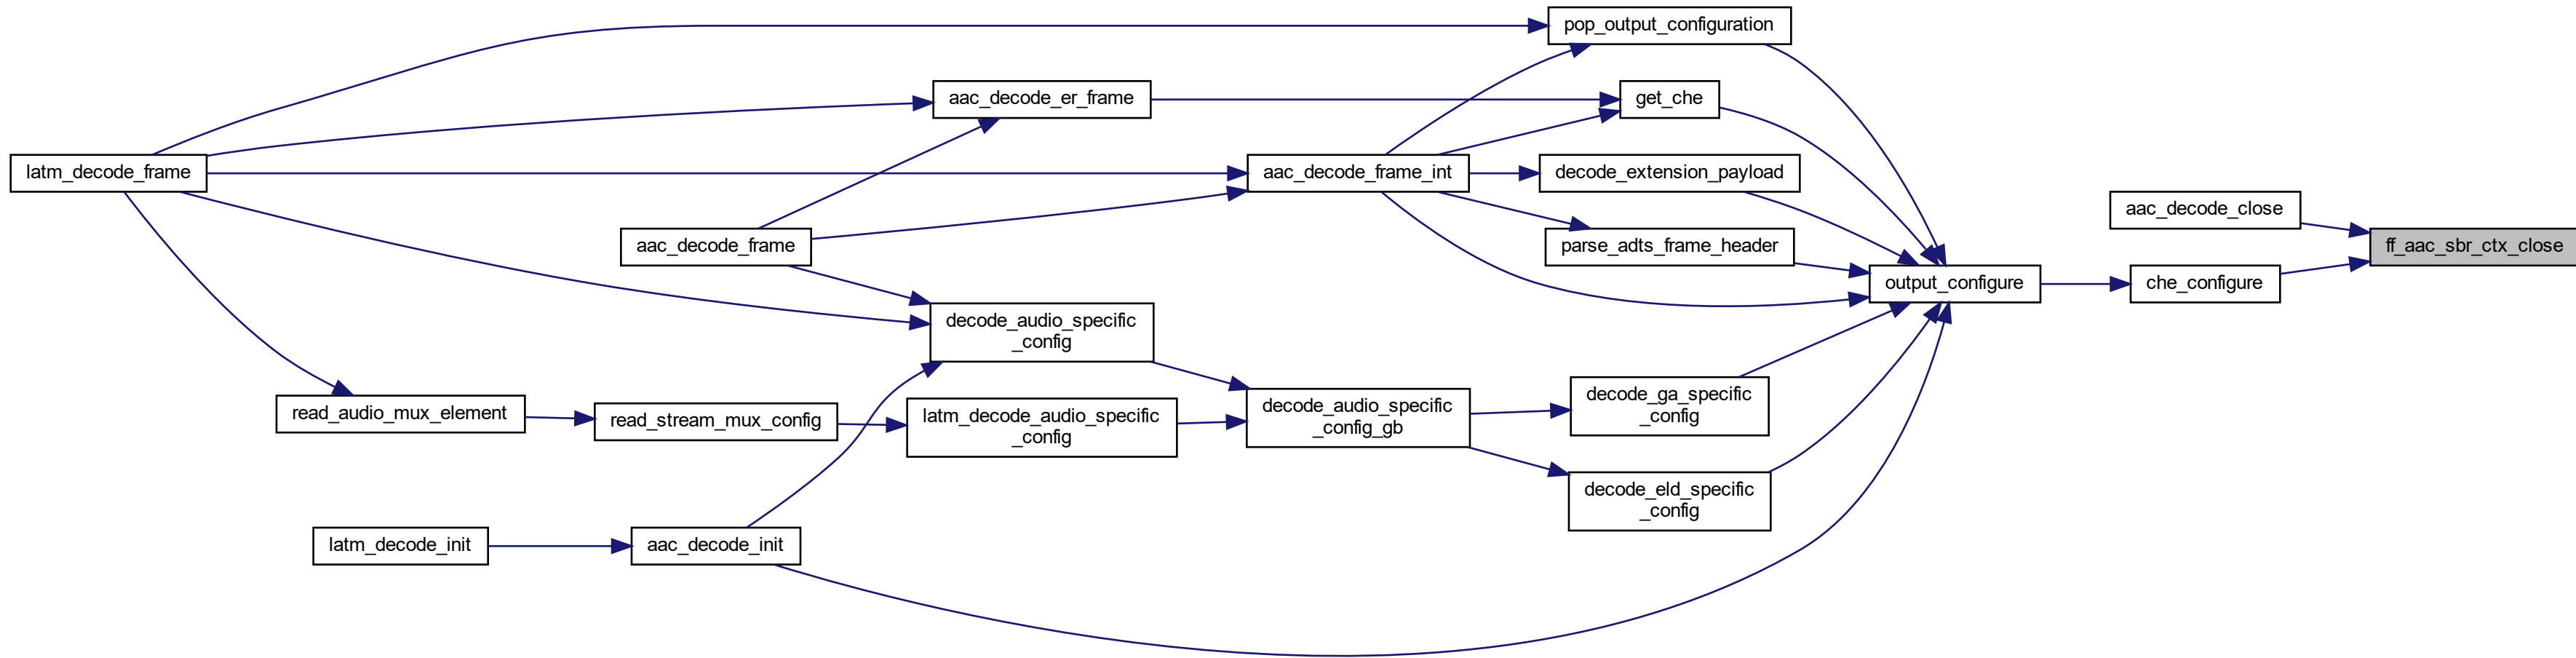 pop_output_configuration
aac_decode_er_frame
get_che
latm_decode_frame
aac_decode_frame_int
decode_extension_payload
aac_decode_close
aac_decode_frame
parse_adts_frame_header
ff_aac_sbr_ctx_close
output_configure
che_configure
decode_audio_specific
_config
read_audio_mux_element
read_stream_mux_config
latm_decode_audio_specific
_config
decode_audio_specific
_config_gb
decode_ga_specific
_config
decode_eld_specific
_config
latm_decode_init
aac_decode_init